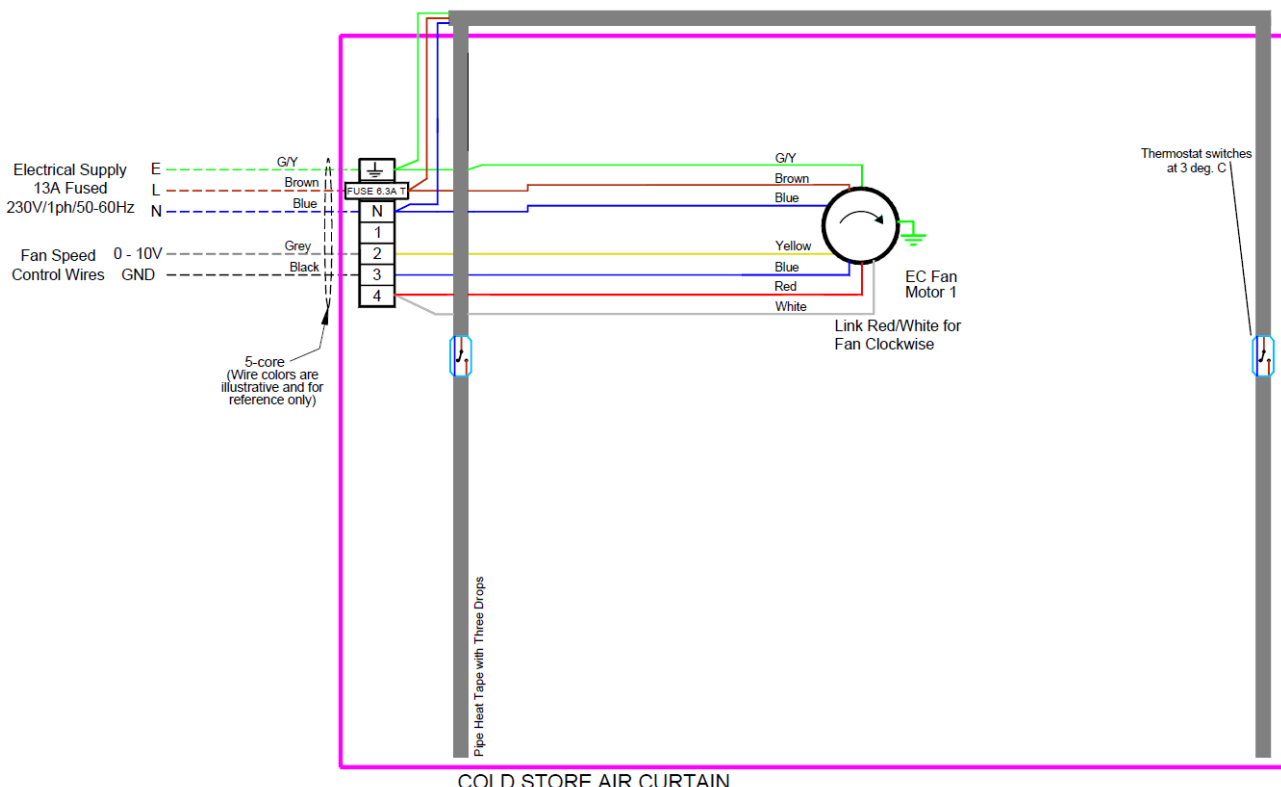 Electrical Supply
13A Fused
230V/1ph/50-60Hz
E
L
N
G/Y
Brown
Blue
Fan Speed
Control Wires
0 - 10V
GND
Grey
Black
5-core
(Wire colors are
illustrative and for
reference only)
FUSE 6.3A T
N
1
2
3
4
G/Y
Brown
Blue
Yellow
Blue
Red
White
EC Fan
Motor 1
Link Red/White for
Fan Clockwise
Thermostat switches
at 3 deg. C
Pipe Heat Tape with Three Drops
COLD STORE AIR CURTAIN